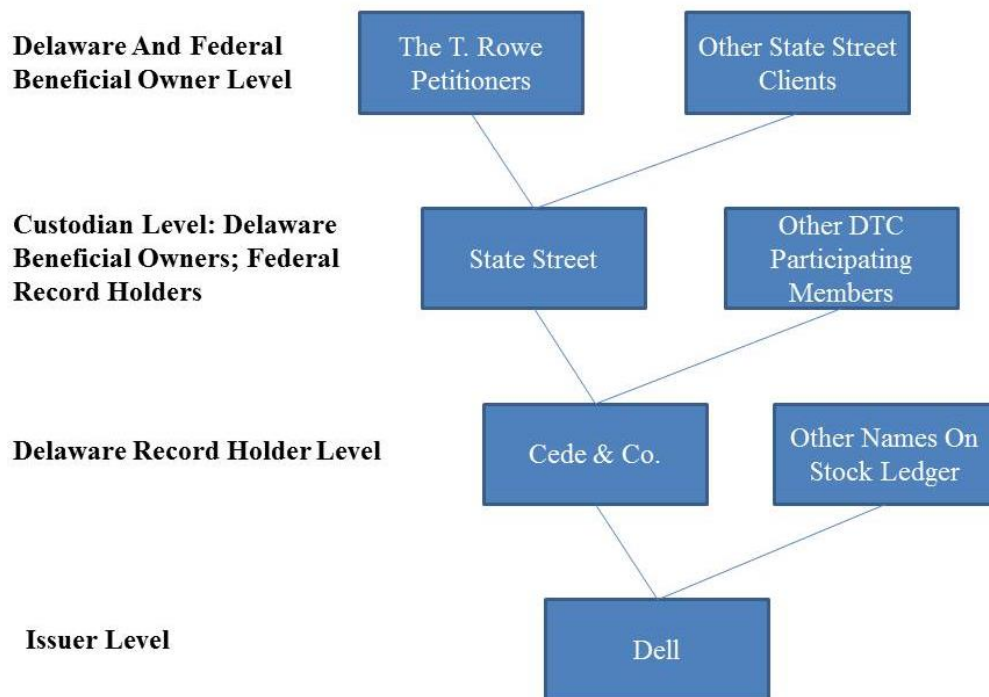 Delaware And Federal
Beneficial Owner Level
The T. Rowe
Petitioners
Other State Street
Clients
Custodian Level: Delaware
Beneficial Owners; Federal
Record Holders
State Street
Other DTC
Participating
Members
Delaware Record Holder Level
Cede & Co.
Other Names On
Stock Ledger
Issuer Level
Dell